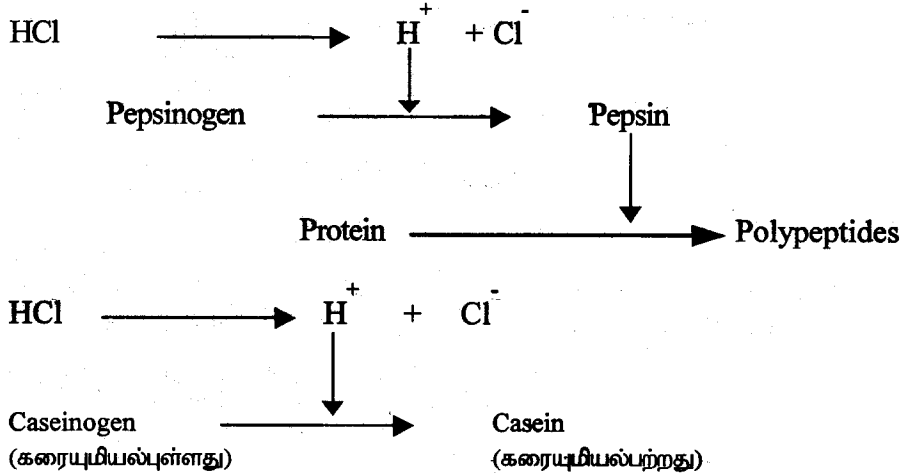 HCl H⁺ + Cl⁻
Pepsinogen Pepsin
Protein Polypeptides
HCl H⁺ + Cl⁻
Caseinogen Casein
(கரையுமியல்புள்ளது) (கரையுமியல்பற்றது)